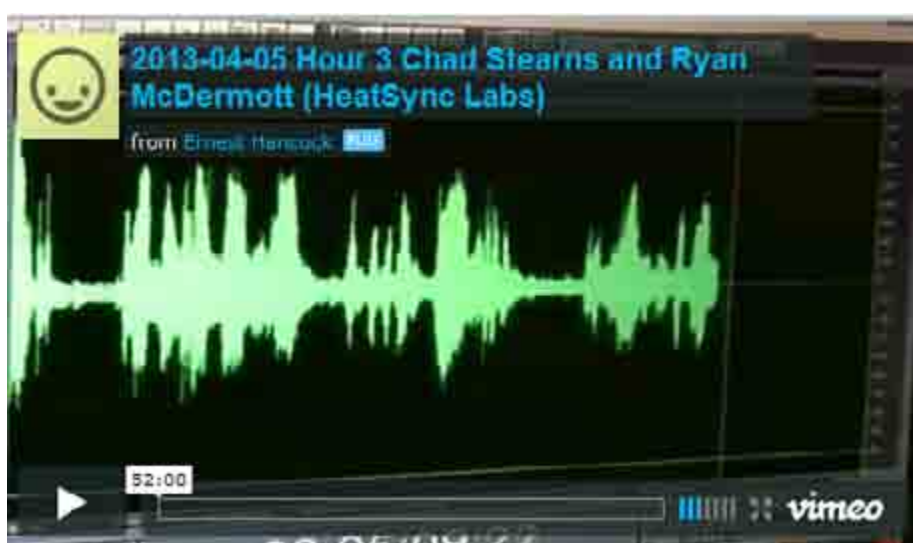 2013-04-05 Hour 3 Chad Stearns and Ryan
McDermott (HeatSync Labs)
from Ernest Hancock PLUS
52:00
vimeo